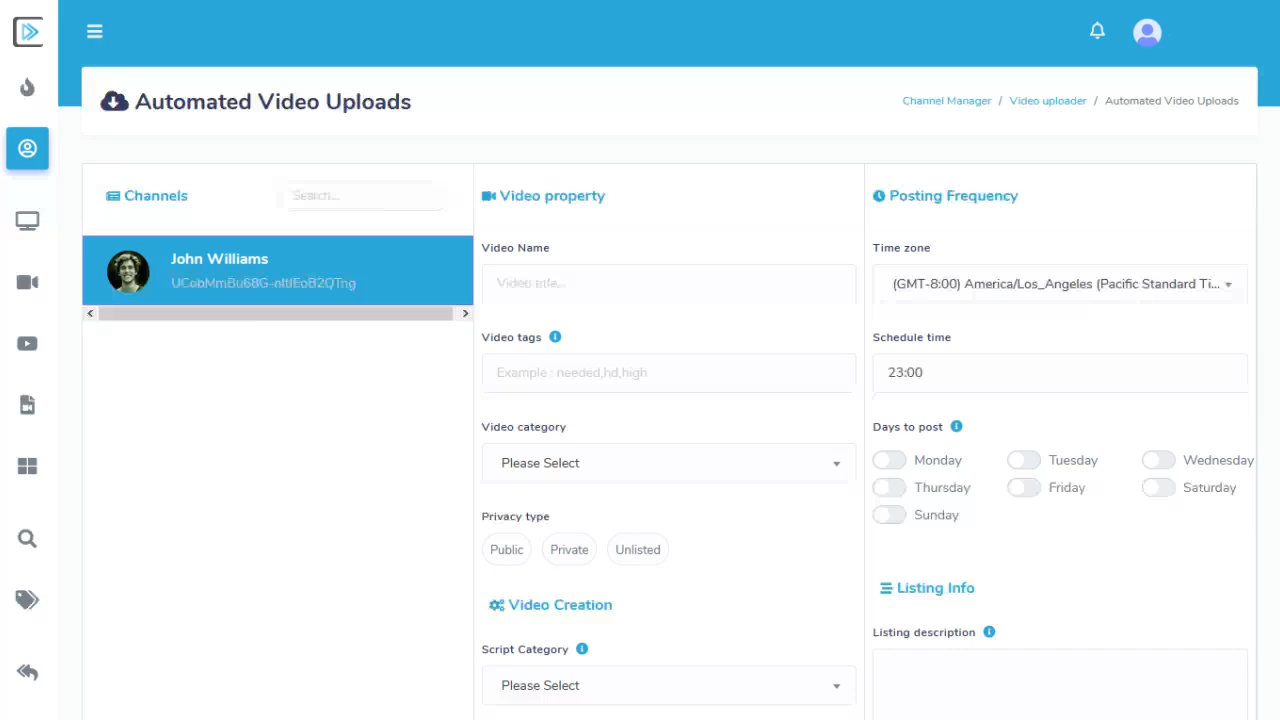 Automated Video Uploads
Channel Manager / Video uploader / Automated Video Uploads
Channels
Search...
John Williams
Video property
Video Name
Video title...
Video tags
Example : needed,hd,high
Video category
Please Select
Privacy type
Public Private Unlisted
Video Creation
Script Category
Please Select
Posting Frequency
Time zone
(GMT-8:00) America/Los_Angeles (Pacific Standard Ti...
Schedule time
23:00
Days to post
Monday Tuesday Wednesday
Thursday Friday Saturday
Sunday
Listing Info
Listing description